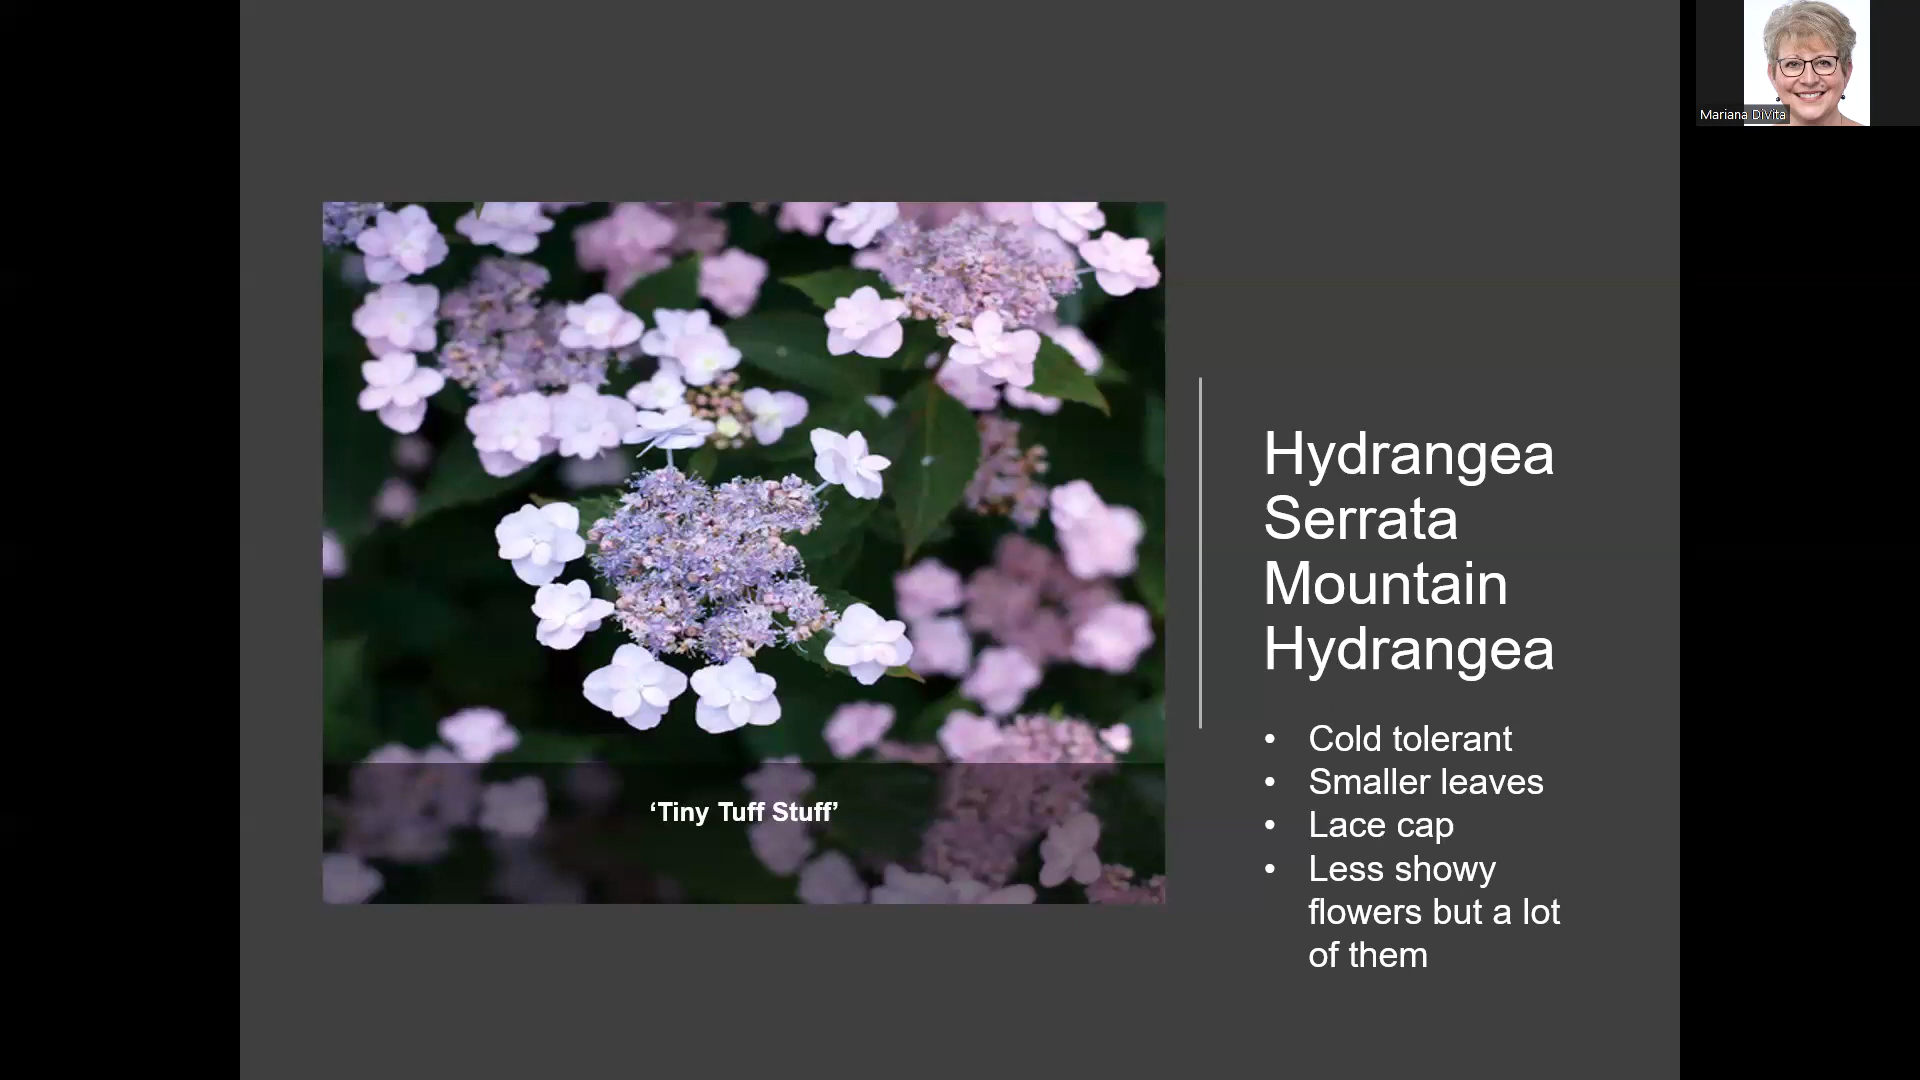 Mariana DiVita
Hydrangea
Serrata
Mountain
Hydrangea
• Cold tolerant
• Smaller leaves
• Lace cap
• Less showy
flowers but a lot
of them
‘Tiny Tuff Stuff’